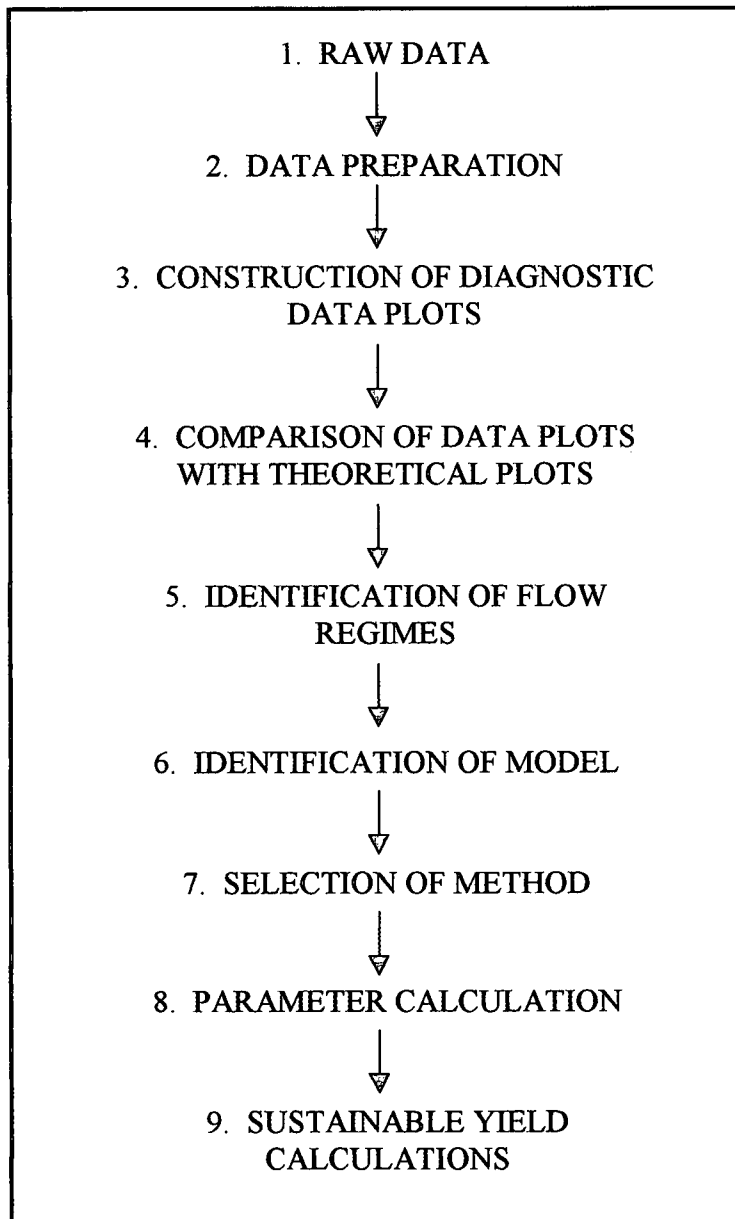 1. RAW DATA
2. DATA PREPARATION
3. CONSTRUCTION OF DIAGNOSTIC
DATA PLOTS
4. COMPARISON OF DATA PLOTS
WITH THEORETICAL PLOTS
5. IDENTIFICATION OF FLOW
REGIMES
6. IDENTIFICATION OF MODEL
7. SELECTION OF METHOD
8. PARAMETER CALCULATION
9. SUSTAINABLE YIELD
CALCULATIONS